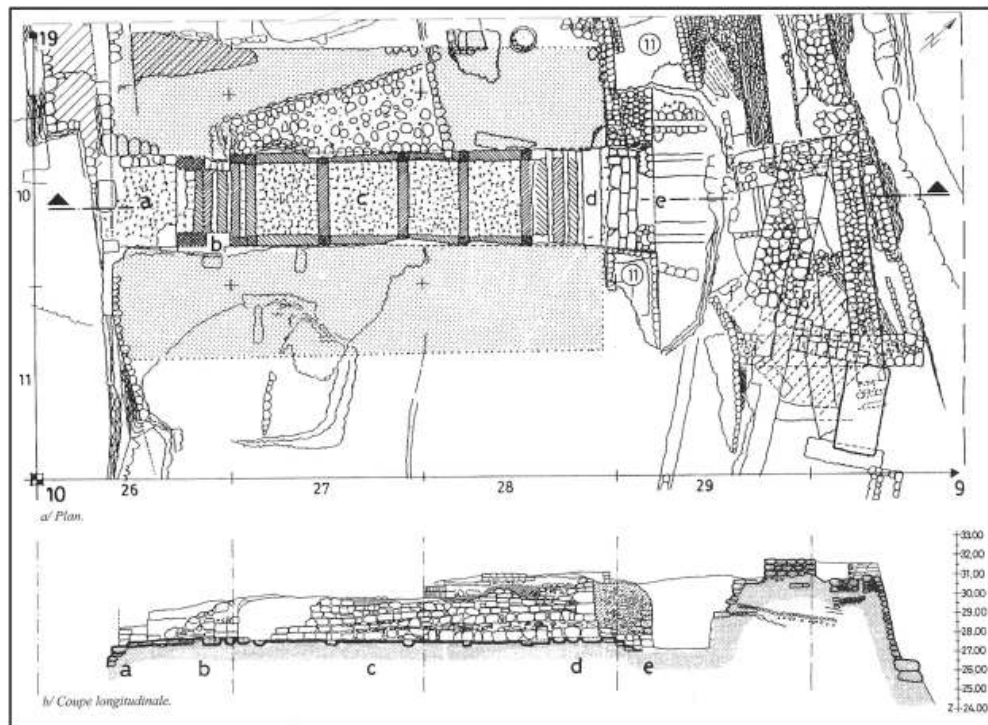 19
11
N
10
a
b
c
d
e
11
11
10
26
27
28
29
9
a/ Plan.
33.00
32.00
31.00
30.00
29.00
28.00
27.00
26.00
25.00
Z 24.00
a
b
c
d
e
b/ Coupe longitudinale.